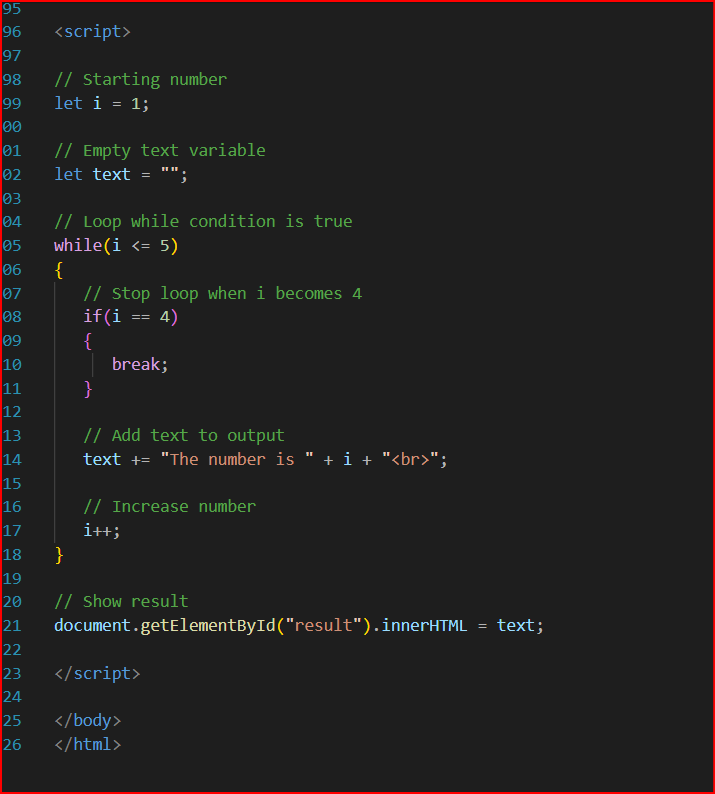 95
96 <script>
97
98 // Starting number
99 let i = 1;
00
01 // Empty text variable
02 let text = "";
03
04 // Loop while condition is true
05 while(i <= 5)
06 {
07 // Stop loop when i becomes 4
08 if(i == 4)
09 {
10 break;
11 }
12
13 // Add text to output
14 text += "The number is " + i + "<br>";
15
16 // Increase number
17 i++;
18 }
19
20 // Show result
21 document.getElementById("result").innerHTML = text;
22
23 </script>
24
25 </body>
26 </html>